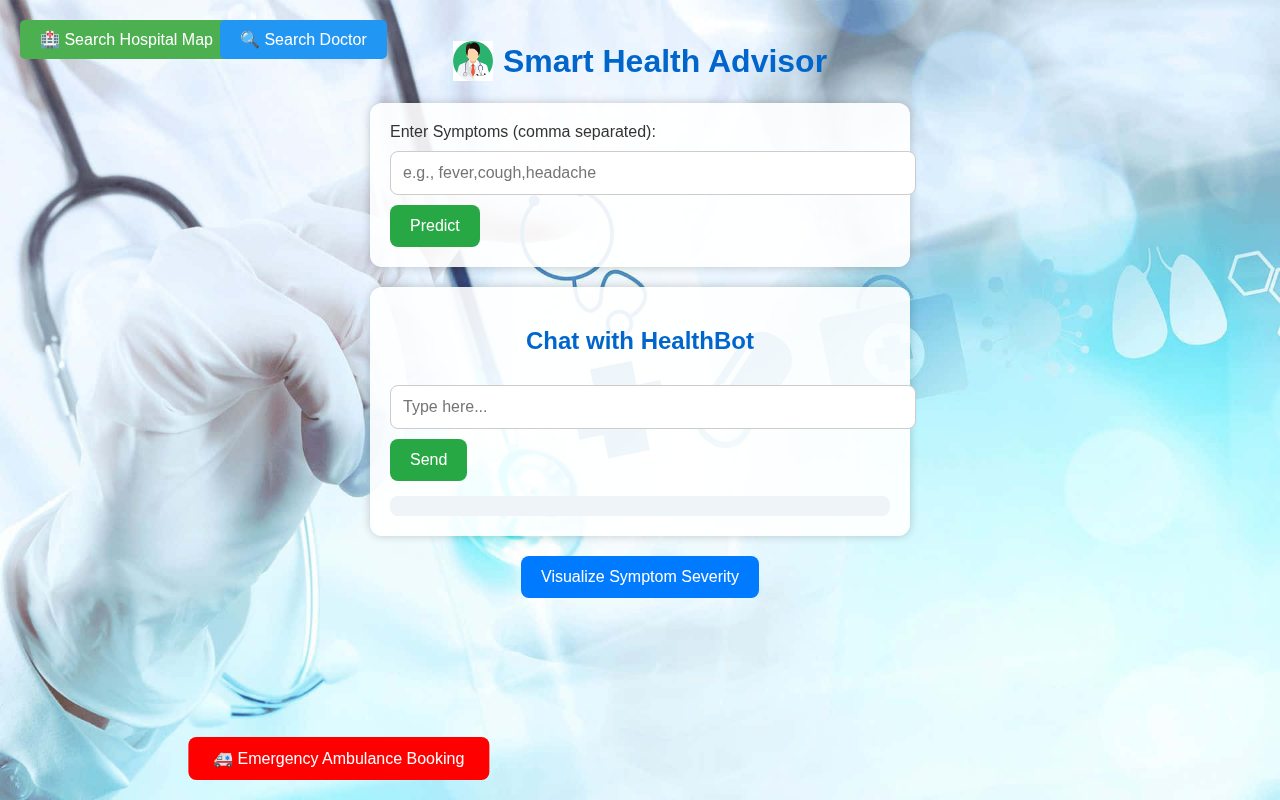 🏥 Search Hospital Map
🔍 Search Doctor
Smart Health Advisor
Enter Symptoms (comma separated):
e.g., fever,cough,headache
Predict
Chat with HealthBot
Type here...
Send
Visualize Symptom Severity
🚑 Emergency Ambulance Booking